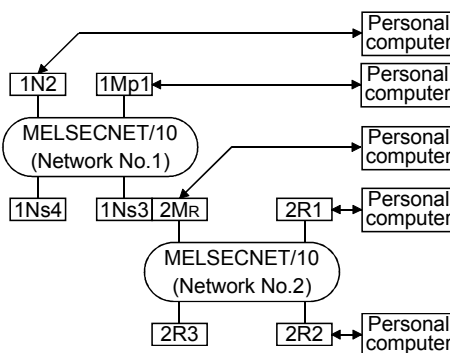 Personal
computer
Personal
computer
1N2
1Mp1
MELSECNET/10
(Network No.1)
Personal
computer
1Ns4
1Ns3
2MR
2R1
Personal
computer
MELSECNET/10
(Network No.2)
2R3
2R2
Personal
computer